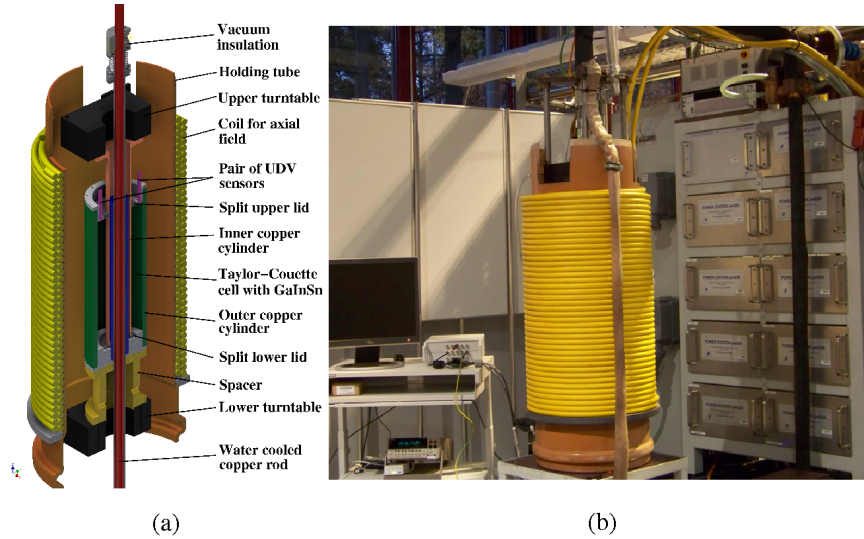 Vacuum
insulation
Holding tube
Upper turntable
Coil for axial
field
Pair of UDV
sensors
Split upper lid
Inner copper
cylinder
Taylor−Couette
cell with GaInSn
Outer copper
cylinder
Split lower lid
Spacer
Lower turntable
Water cooled
copper rod
(a)
(b)